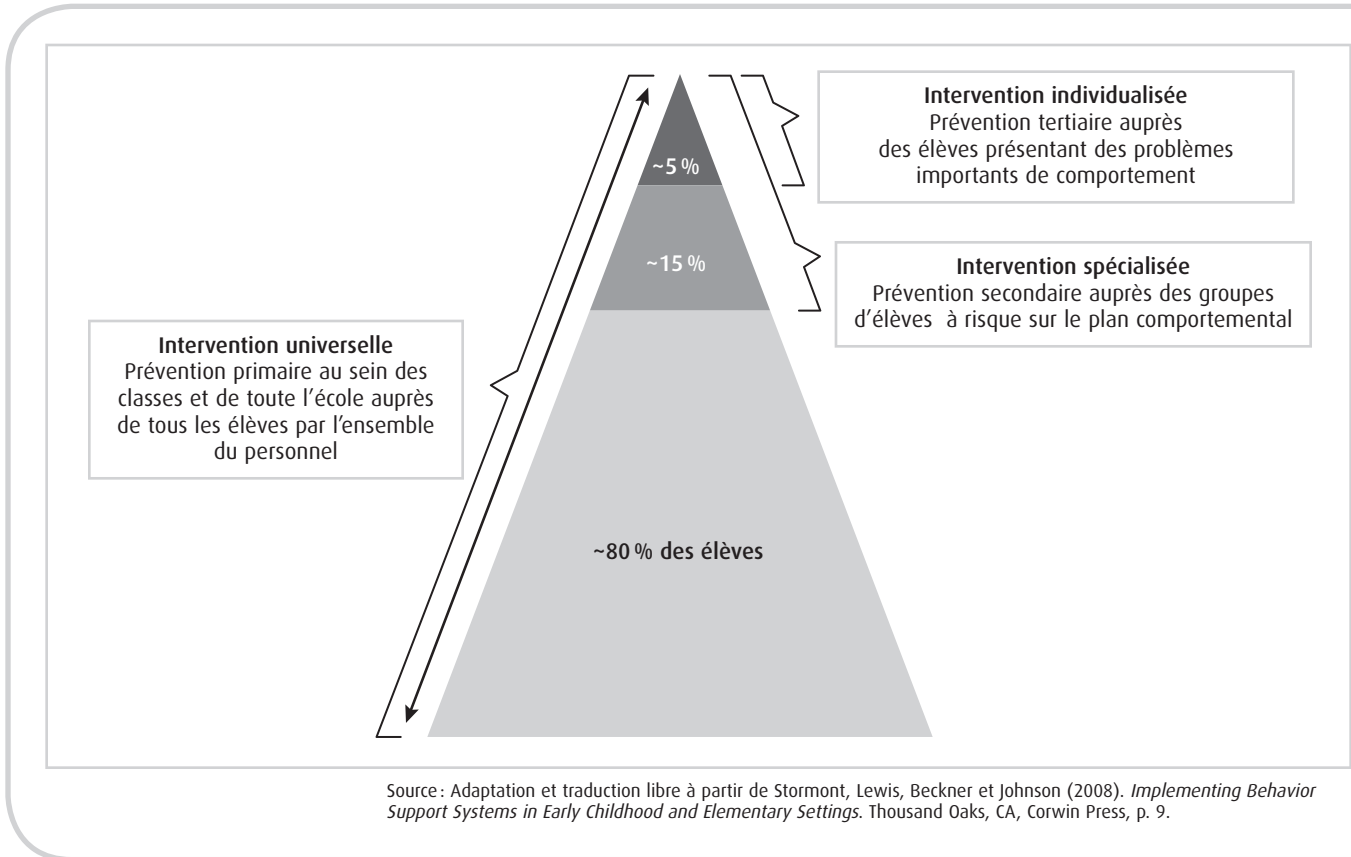 Intervention individualisée
Prévention tertiaire auprès
des élèves présentant des problèmes
importants de comportement
~5 %
~15 %
Intervention spécialisée
Prévention secondaire auprès des groupes
d'élèves à risque sur le plan comportemental
Intervention universelle
Prévention primaire au sein des
classes et de toute l'école auprès
de tous les élèves par l'ensemble
du personnel
~80 % des élèves
Source : Adaptation et traduction libre à partir de Stormont, Lewis, Beckner et Johnson (2008). Implementing Behavior
Support Systems in Early Childhood and Elementary Settings. Thousand Oaks, CA, Corwin Press, p. 9.